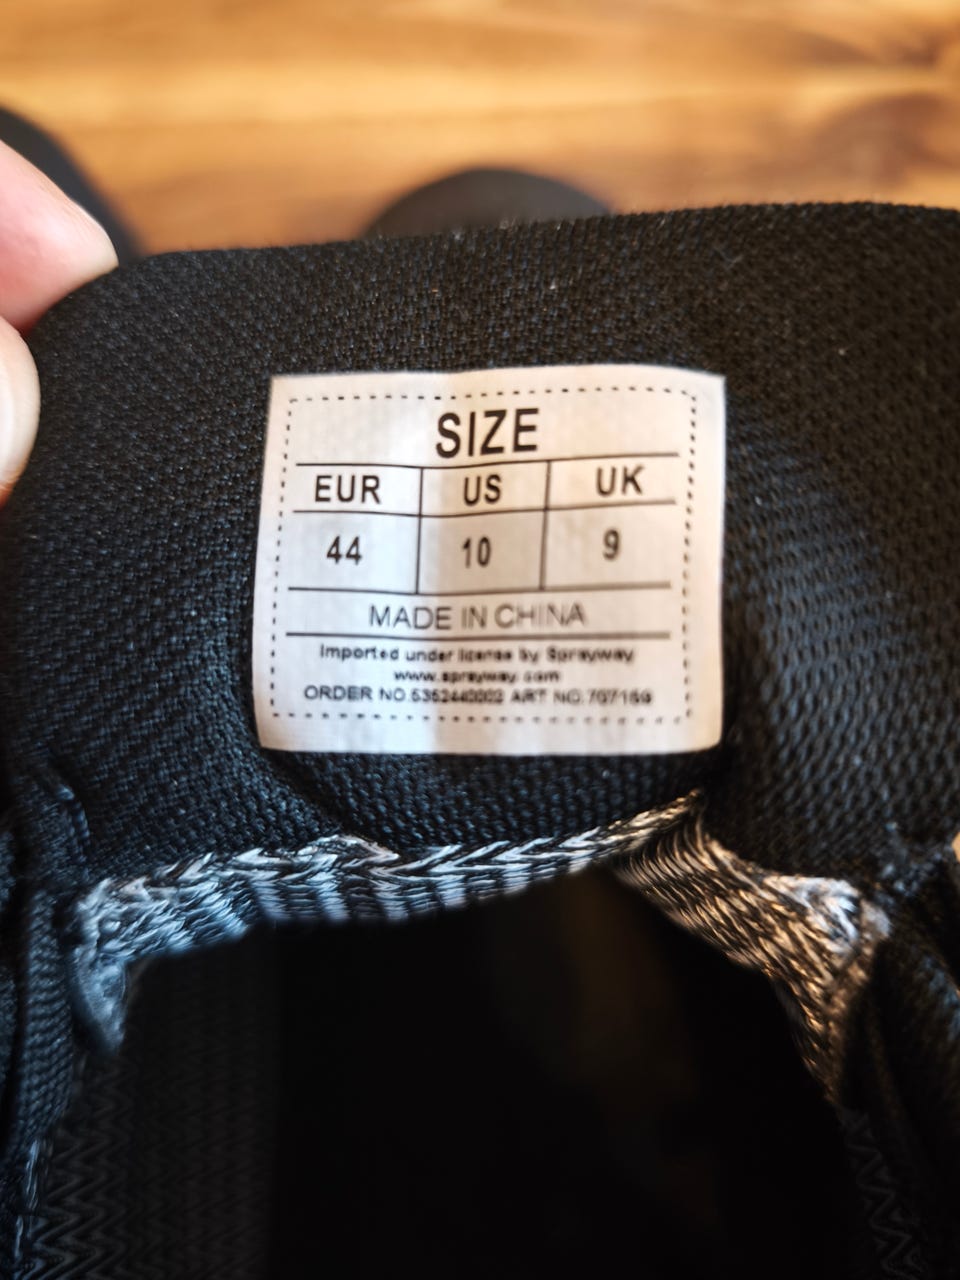 SIZE
EUR US UK
44 10 9
MADE IN CHINA
Imported under license by Sprayway
www.sprayway.com
ORDER NO. ART NO.707169